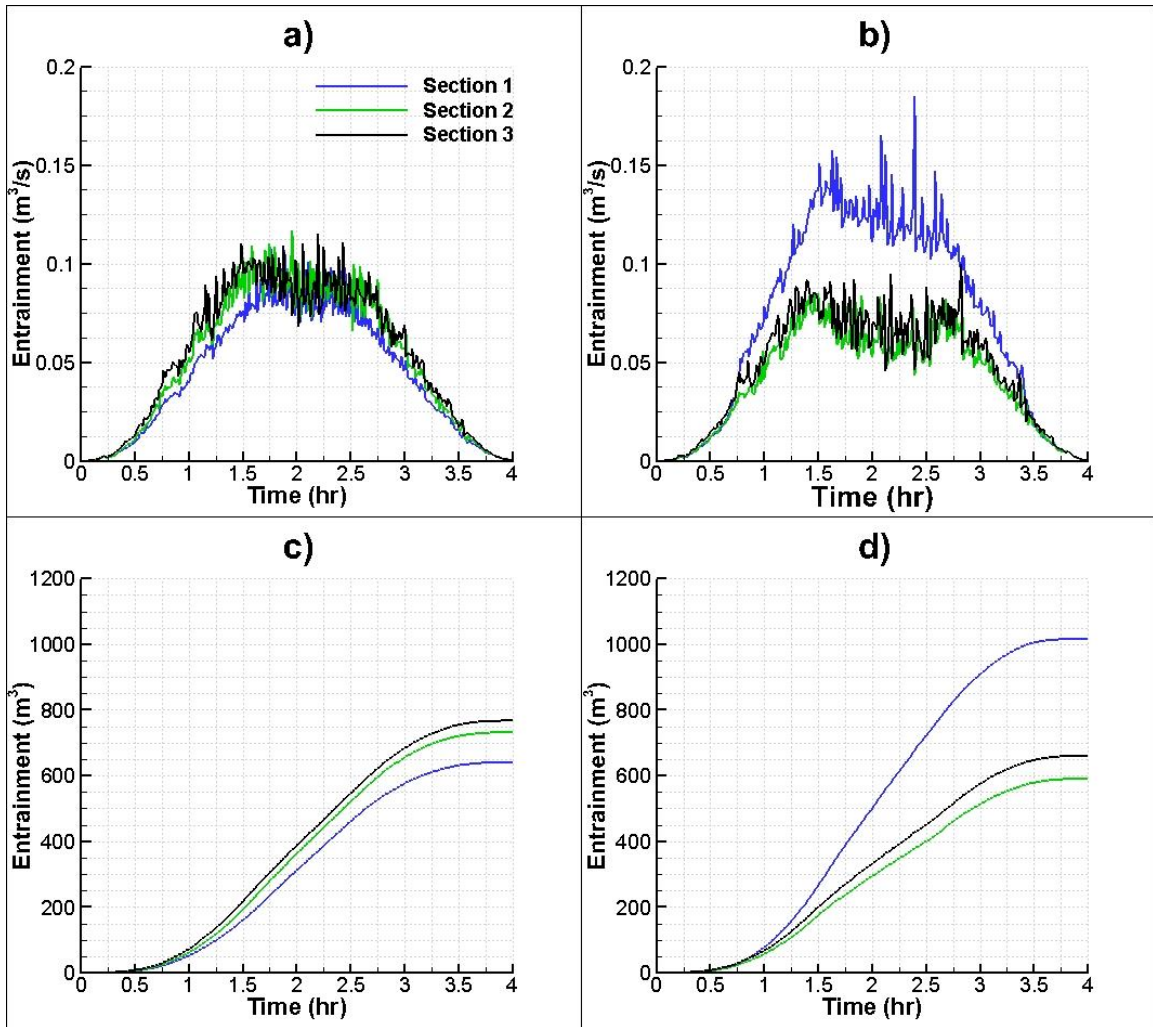 a)
0.2
0.15
0.1
0.05
0
Entrainment (m³/s)
Section 1
Section 2
Section 3
0 0.5 1 1.5 2 2.5 3 3.5 4
Time (hr)
b)
0.2
0.15
0.1
0.05
0
Entrainment (m³/s)
0 0.5 1 1.5 2 2.5 3 3.5 4
Time (hr)
c)
1200
1000
800
600
400
200
0
Entrainment (m³)
0 0.5 1 1.5 2 2.5 3 3.5 4
Time (hr)
d)
1200
1000
800
600
400
200
0
Entrainment (m³)
0 0.5 1 1.5 2 2.5 3 3.5 4
Time (hr)